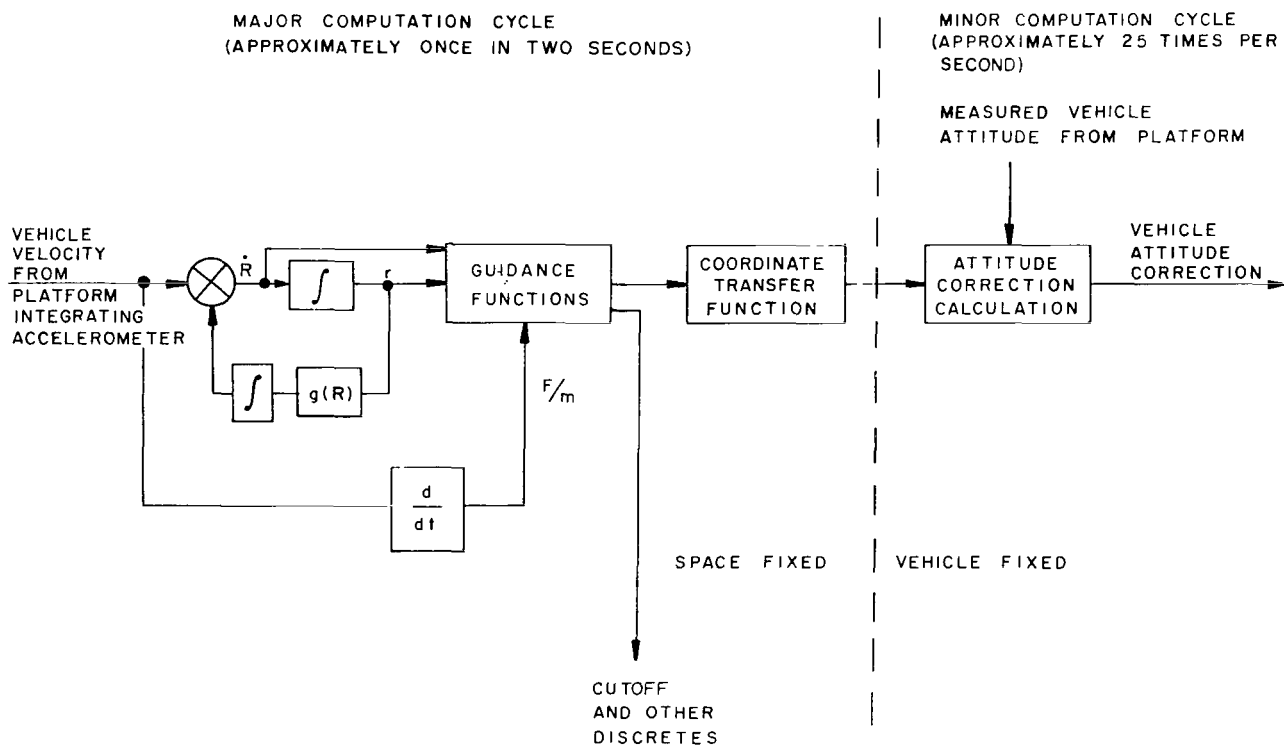 MAJOR COMPUTATION CYCLE
(APPROXIMATELY ONCE IN TWO SECONDS)
MINOR COMPUTATION CYCLE
(APPROXIMATELY 25 TIMES PER
SECOND)
MEASURED VEHICLE
ATTITUDE FROM PLATFORM
VEHICLE
VELOCITY
FROM
PLATFORM
INTEGRATING
ACCELEROMETER
Ṙ
∫
r
GUIDANCE
FUNCTIONS
COORDINATE
TRANSFER
FUNCTION
ATTITUDE
CORRECTION
CALCULATION
VEHICLE
ATTITUDE
CORRECTION
∫
g(R)
F/m
d
dt
SPACE FIXED
VEHICLE FIXED
CUTOFF
AND OTHER
DISCRETES